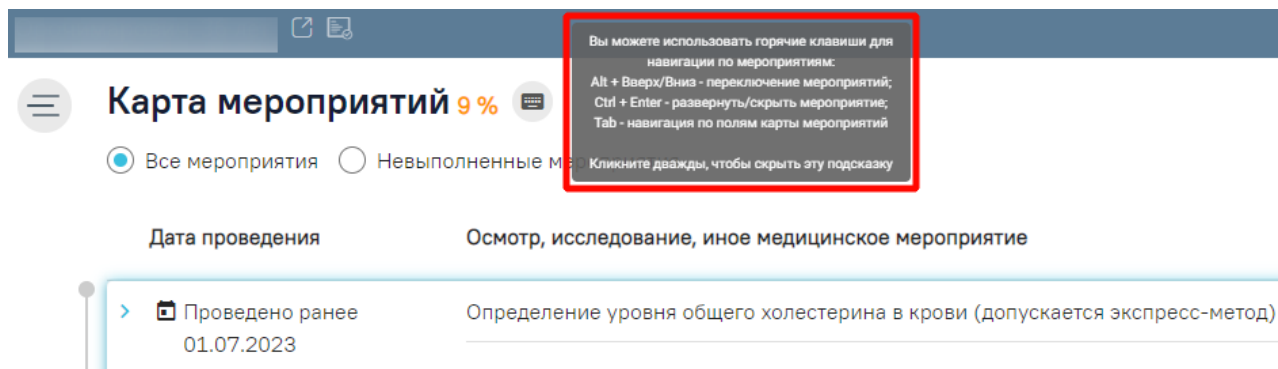 Вы можете использовать горячие клавиши для
навигации по мероприятиям:
Alt + Вверх/Вниз - переключение мероприятий;
Ctrl + Enter - развернуть/скрыть мероприятие;
Tab - навигация по полям карты мероприятий
Кликните дважды, чтобы скрыть эту подсказку
Карта мероприятий 9 %
Все мероприятия Невыполненные
Дата проведения Осмотр, исследование, иное медицинское мероприятие
Проведено ранее Определение уровня общего холестерина в крови (допускается экспресс-метод)
01.07.2023